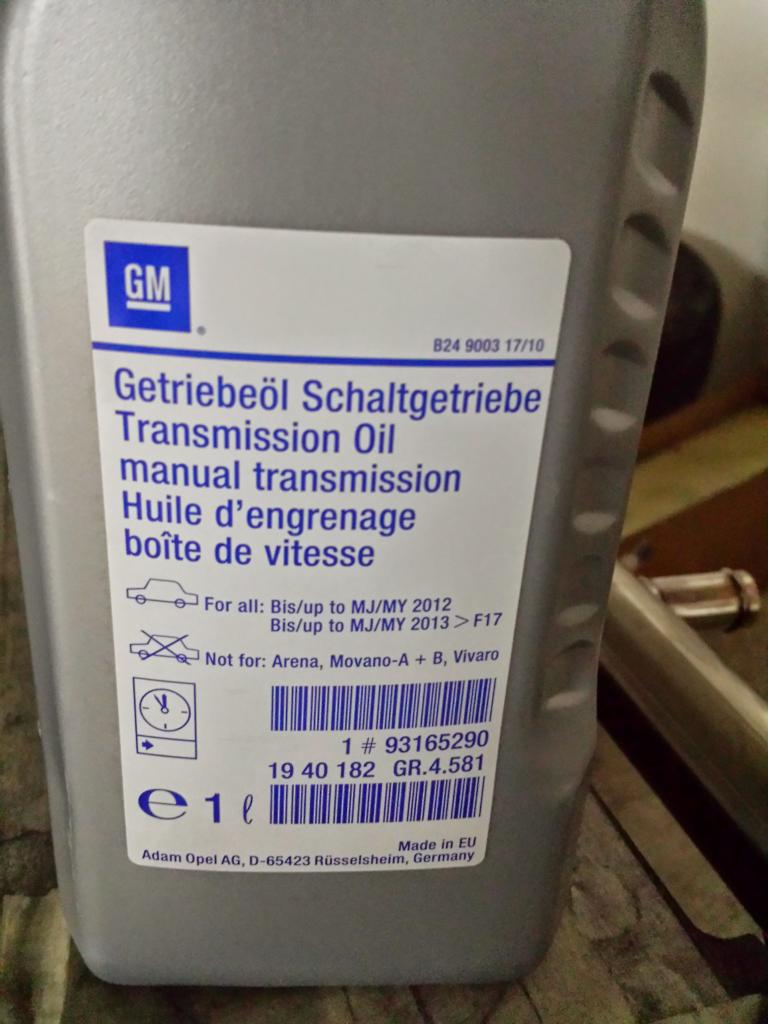 GM
®
B24 9003 17/10
Getriebeöl Schaltgetriebe
Transmission Oil
manual transmission
Huile d'engrenage
boîte de vitesse
For all: Bis/up to MJ/MY 2012
Bis/up to MJ/MY 2013 > F17
Not for: Arena, Movano-A + B, Vivaro
1 # 93165290
19 40 182 GR.4.581
e 1 ℓ
Made in EU
Adam Opel AG, D-65423 Rüsselsheim, Germany